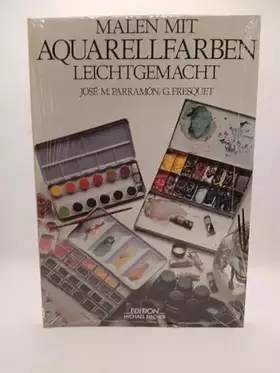 MALEN MIT
AQUARELLFARBEN
LEICHTGEMACHT
JOSÉ M. PARRAMÓN/G. FRESQUET
EDITION
MICHAEL FISCHER